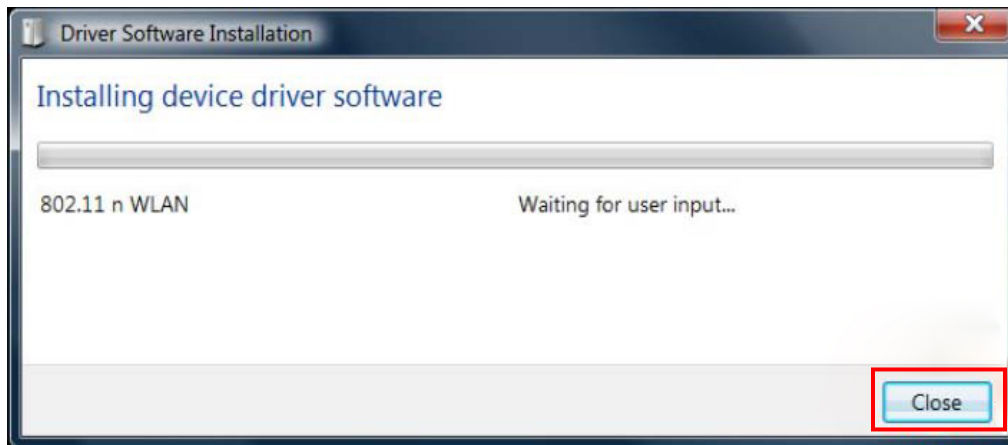 Driver Software Installation
Installing device driver software
802.11 n WLAN Waiting for user input...
Close